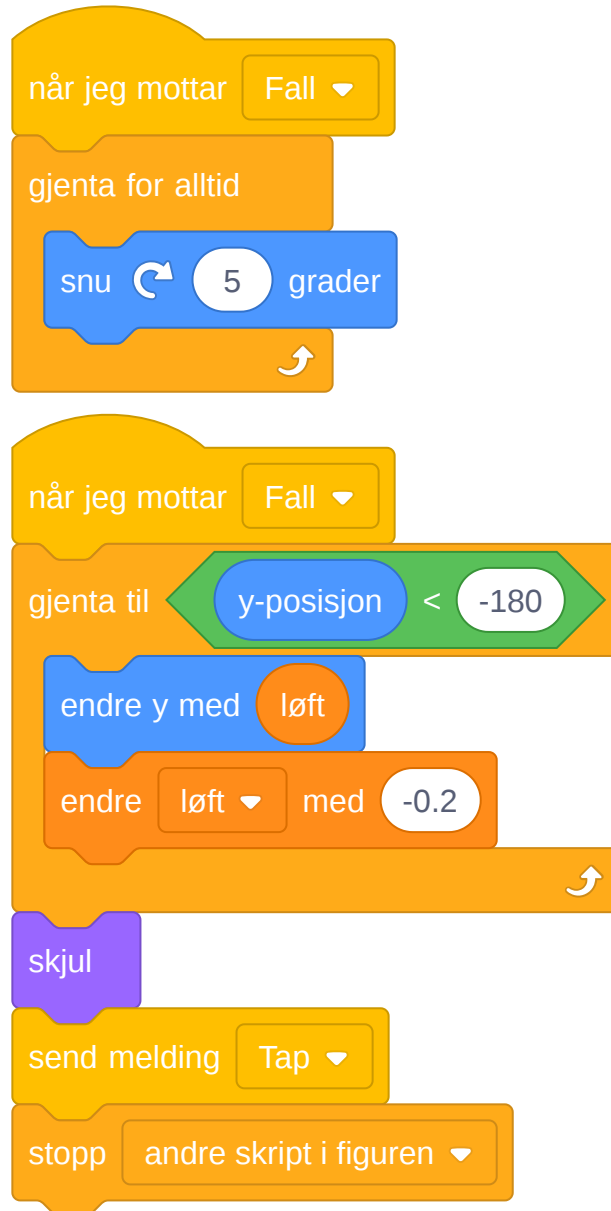 når jeg mottar Fall
gjenta for alltid
snu 5 grader
når jeg mottar Fall
gjenta til y-posisjon < -180
endre y med løft
endre løft med -0.2
skjul
send melding Tap
stopp andre skript i figuren